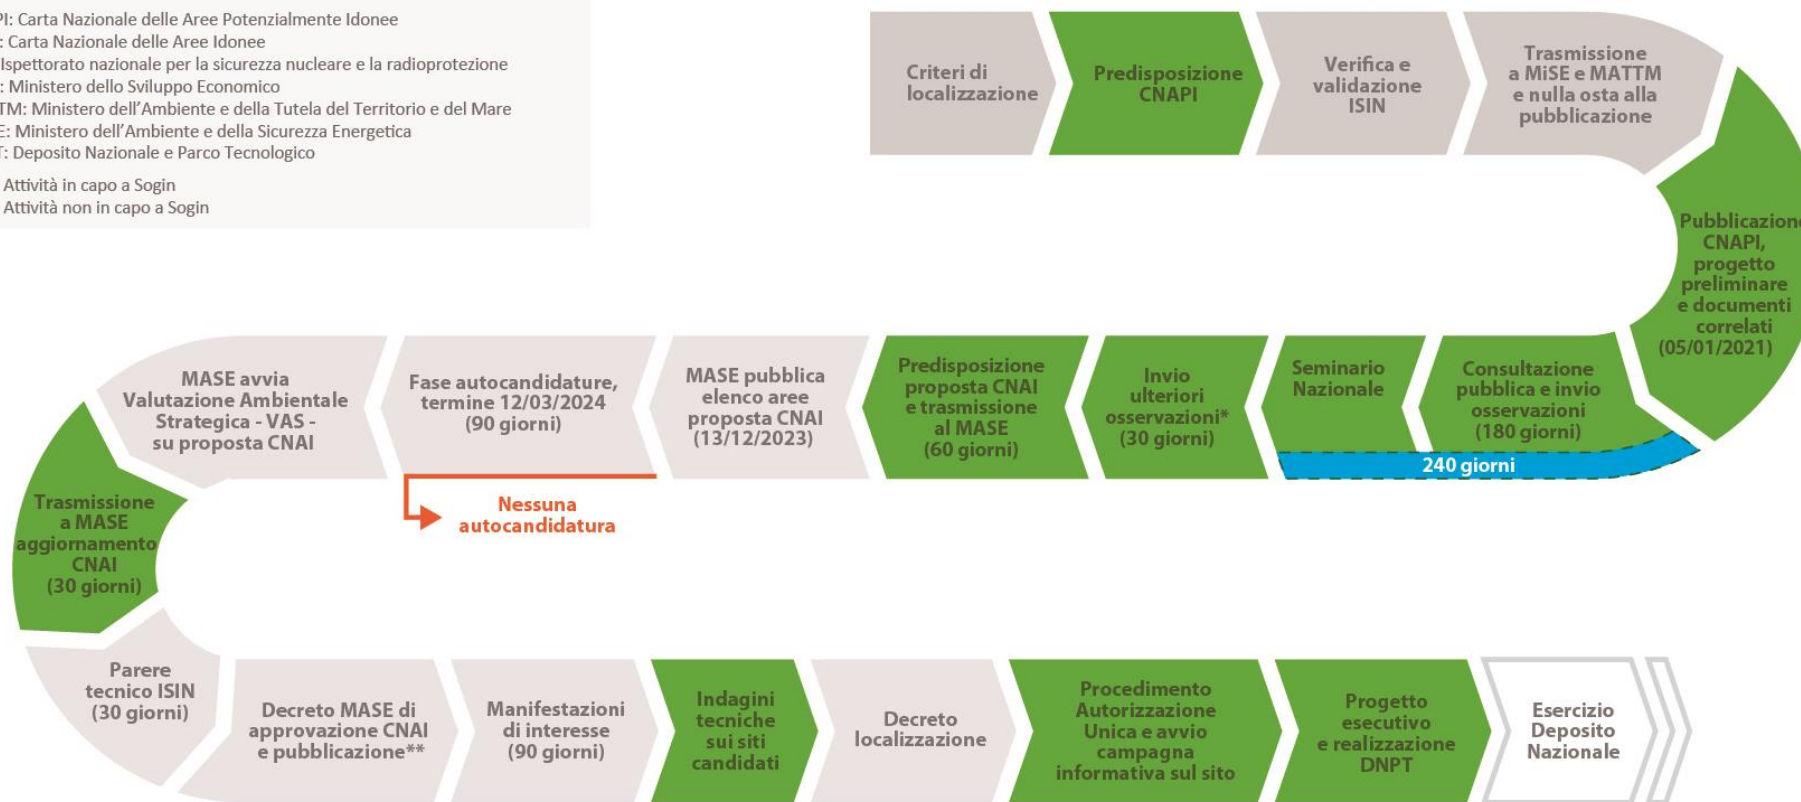 PI: Carta Nazionale delle Aree Potenzialmente Idonee
: Carta Nazionale delle Aree Idonee
Ispettorato nazionale per la sicurezza nucleare e la radioprotezione
: Ministero dello Sviluppo Economico
TM: Ministero dell'Ambiente e della Tutela del Territorio e del Mare
E: Ministero dell'Ambiente e della Sicurezza Energetica
T: Deposito Nazionale e Parco Tecnologico
Attività in capo a Sogin
Attività non in capo a Sogin
Criteri di
localizzazione
Predisposizione
CNAPI
Verifica e
validazione
ISIN
Trasmissione
a MiSE e MATTM
e nulla osta alla
pubblicazione
Pubblicazione
CNAPI,
progetto
preliminare
e documenti
correlati
(05/01/2021)
Consultazione
pubblica e invio
osservazioni
(180 giorni)
Seminario
Nazionale
240 giorni
Invio
ulteriori
osservazioni*
(30 giorni)
Predisposizione
proposta CNAI
e trasmissione
al MASE
(60 giorni)
MASE pubblica
elenco aree
proposta CNAI
(13/12/2023)
Fase autocandidature,
termine 12/03/2024
(90 giorni)
Nessuna
autocandidatura
MASE avvia
Valutazione Ambientale
Strategica - VAS -
su proposta CNAI
Trasmissione
a MASE
aggiornamento
CNAI
(30 giorni)
Parere
tecnico ISIN
(30 giorni)
Decreto MASE di
approvazione CNAI
e pubblicazione**
Manifestazioni
di interesse
(90 giorni)
Indagini
tecniche
sui siti
candidati
Decreto
localizzazione
Procedimento
Autorizzazione
Unica e avvio
campagna
informativa sul sito
Progetto
esecutivo
e realizzazione
DNPT
Esercizio
Deposito
Nazionale